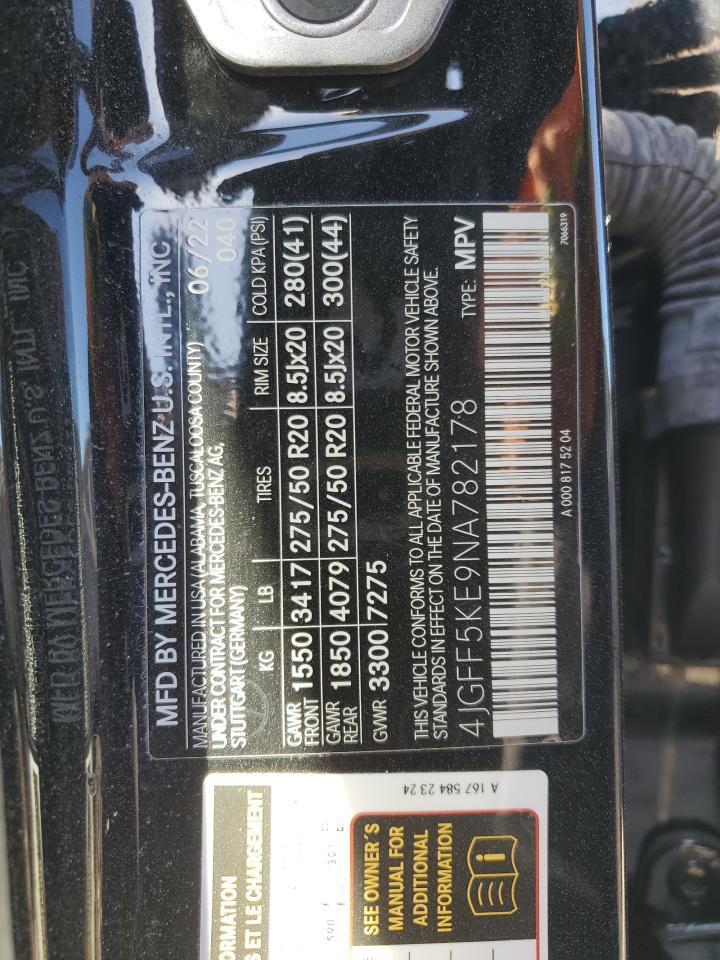 MFD BY MERCEDES-BENZ U.S. INTL., INC
MANUFACTURED IN USA (ALABAMA, TUSCALOOSA COUNTY) 06/22
UNDER CONTRACT FOR MERCEDES-BENZ AG, 040
STUTTGART (GERMANY)
KG LB TIRES RIM SIZE COLD KPA (PSI)
GAWR FRONT 1550 3417 275/50 R20 8.5Jx20 280(41)
GAWR REAR 1850 4079 275/50 R20 8.5Jx20 300(44)
GVWR 3300 7275
THIS VEHICLE CONFORMS TO ALL APPLICABLE FEDERAL MOTOR VEHICLE SAFETY
STANDARDS IN EFFECT ON THE DATE OF MANUFACTURE SHOWN ABOVE.
4JGFF5KE9NA782178 TYPE: MPV
A 000 817 52 04 7066319
A 167 584 23 24
ORMATION
S ET LE CHARGEMENT
SEE OWNER'S
MANUAL FOR
ADDITIONAL
INFORMATION